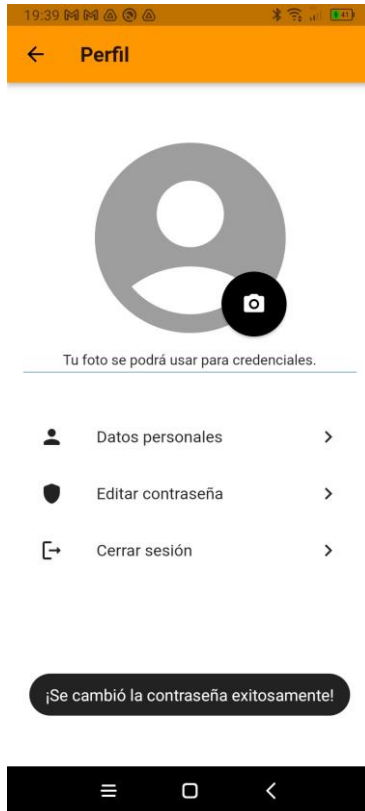 19:39
Perfil
Tu foto se podrá usar para credenciales.
Datos personales
Editar contraseña
Cerrar sesión
¡Se cambió la contraseña exitosamente!